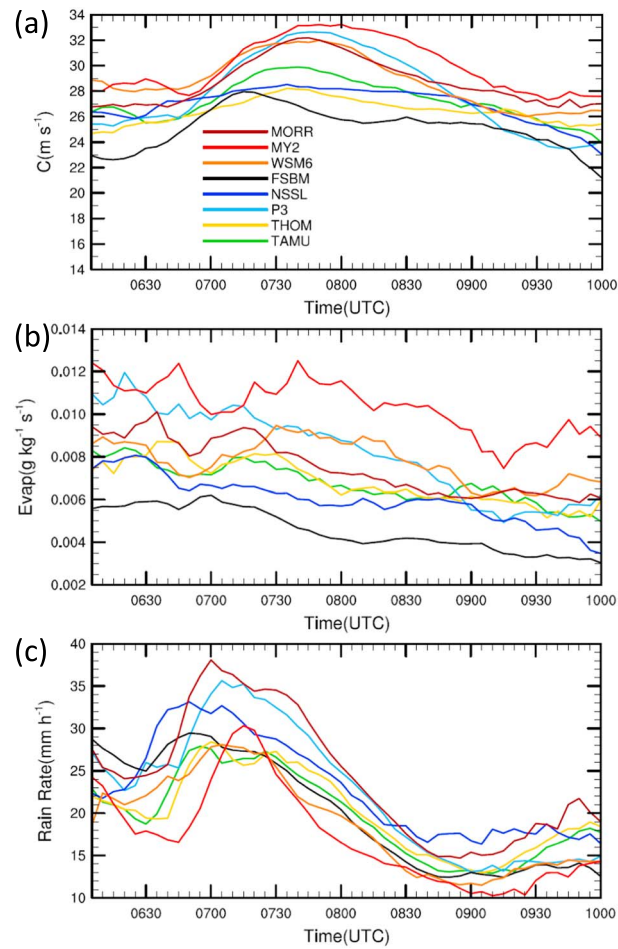 (a)
34
32
30
28
26
24
22
20
18
16
14
C(m s⁻¹)
MORR
MY2
WSM6
FSBM
NSSL
P3
THOM
TAMU
0630 0700 0730 0800 0830 0900 0930 1000
Time(UTC)
(b)
0.014
0.012
0.010
0.008
0.006
0.004
0.002
Evap(g kg⁻¹ s⁻¹)
0630 0700 0730 0800 0830 0900 0930 1000
Time(UTC)
(c)
40
35
30
25
20
15
10
Rain Rate(mm h⁻¹)
0630 0700 0730 0800 0830 0900 0930 1000
Time(UTC)